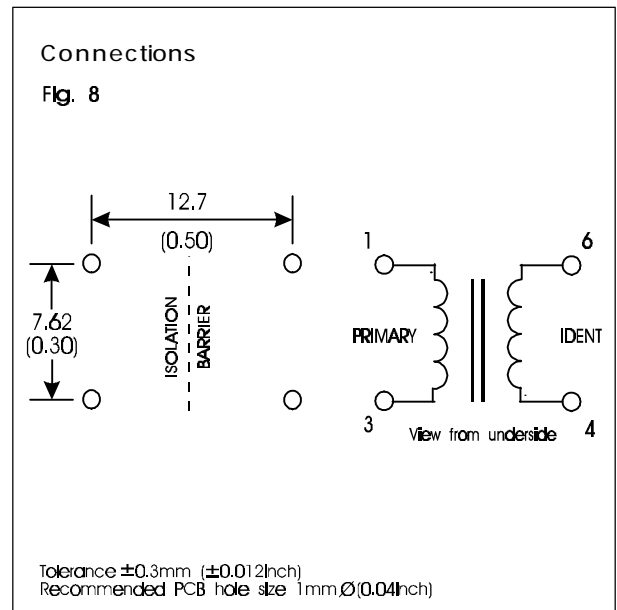 Connections
Fig. 8
12.7
(0.50)
7.62
(0.30)
ISOLATION
BARRIER
1
6
PRIMARY
IDENT
3
4
View from underside
Tolerance ±0.3mm (±0.012Inch)
Recommended PCB hole size 1mm Ø(0.04Inch)